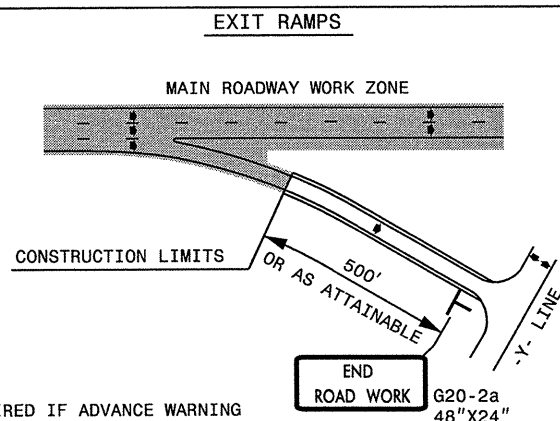 EXIT RAMPS
MAIN ROADWAY WORK ZONE
CONSTRUCTION LIMITS
500'
OR AS ATTAINABLE
-Y- LINE
END
ROAD WORK
G20-2a
48"X24"
IRED IF ADVANCE WARNING